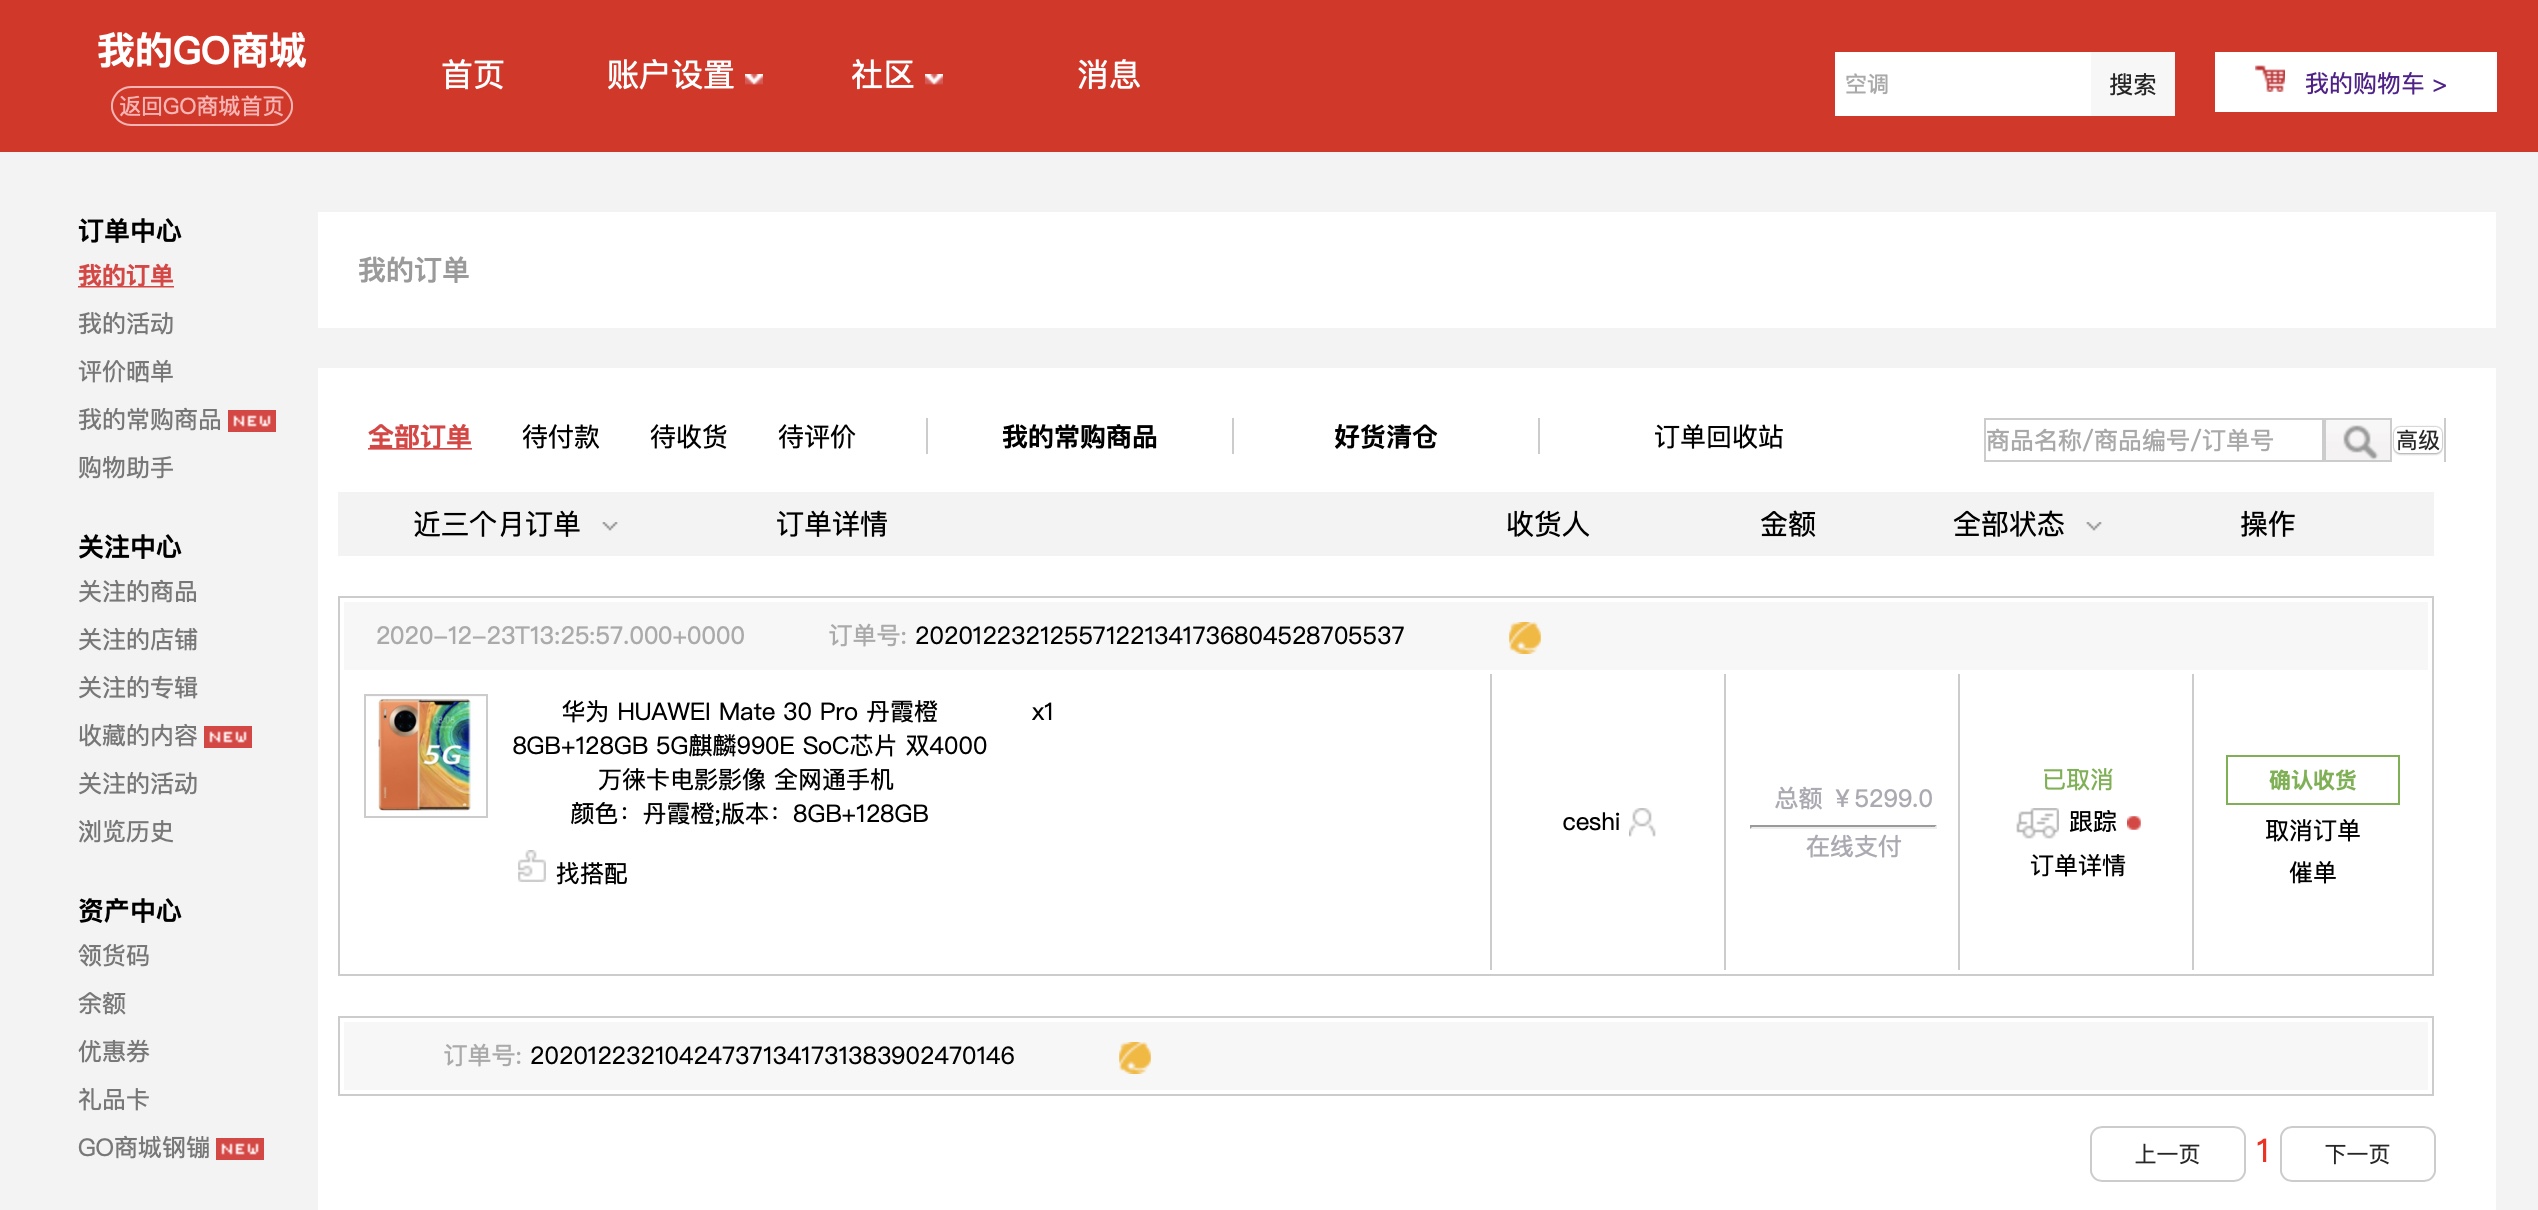 我的GO商城
返回GO商城首页
首页 账户设置 社区 消息
空调 搜索
我的购物车 >
订单中心
我的订单
我的活动
评价晒单
我的常购商品 NEW
购物助手
关注中心
关注的商品
关注的店铺
关注的专辑
收藏的内容 NEW
关注的活动
浏览历史
资产中心
领货码
余额
优惠券
礼品卡
GO商城钢镚 NEW
我的订单
全部订单 待付款 待收货 待评价 我的常购商品 好货清仓 订单回收站 商品名称/商品编号/订单号 高级
近三个月订单 订单详情 收货人 金额 全部状态 操作
2020-12-23T13:25:57.000+0000 订单号: 20201223212557122134173680452870​5537
5G
华为 HUAWEI Mate 30 Pro 丹霞橙 x1
8GB+128GB 5G麒麟990E SoC芯片 双4000
万徕卡电影影像 全网通手机
颜色：丹霞橙;版本：8GB+128GB
找搭配
ceshi
总额 ￥5299.0
在线支付
已取消
跟踪
订单详情
确认收货
取消订单
催单
订单号: 20201223210424737134173138390247​0146
上一页 1 下一页